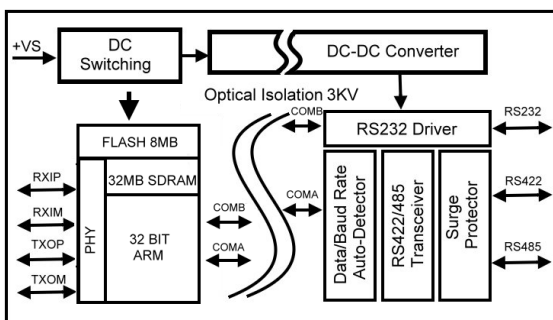 +VS
DC
Switching
DC-DC Converter
Optical Isolation 3KV
FLASH 8MB
32MB SDRAM
PHY
32 BIT
ARM
RXIP
RXIM
TXOP
TXOM
COMB
COMA
COMB
COMA
RS232 Driver
Data/Baud Rate
Auto-Detector
RS422/485
Transceiver
Surge
Protector
RS232
RS422
RS485